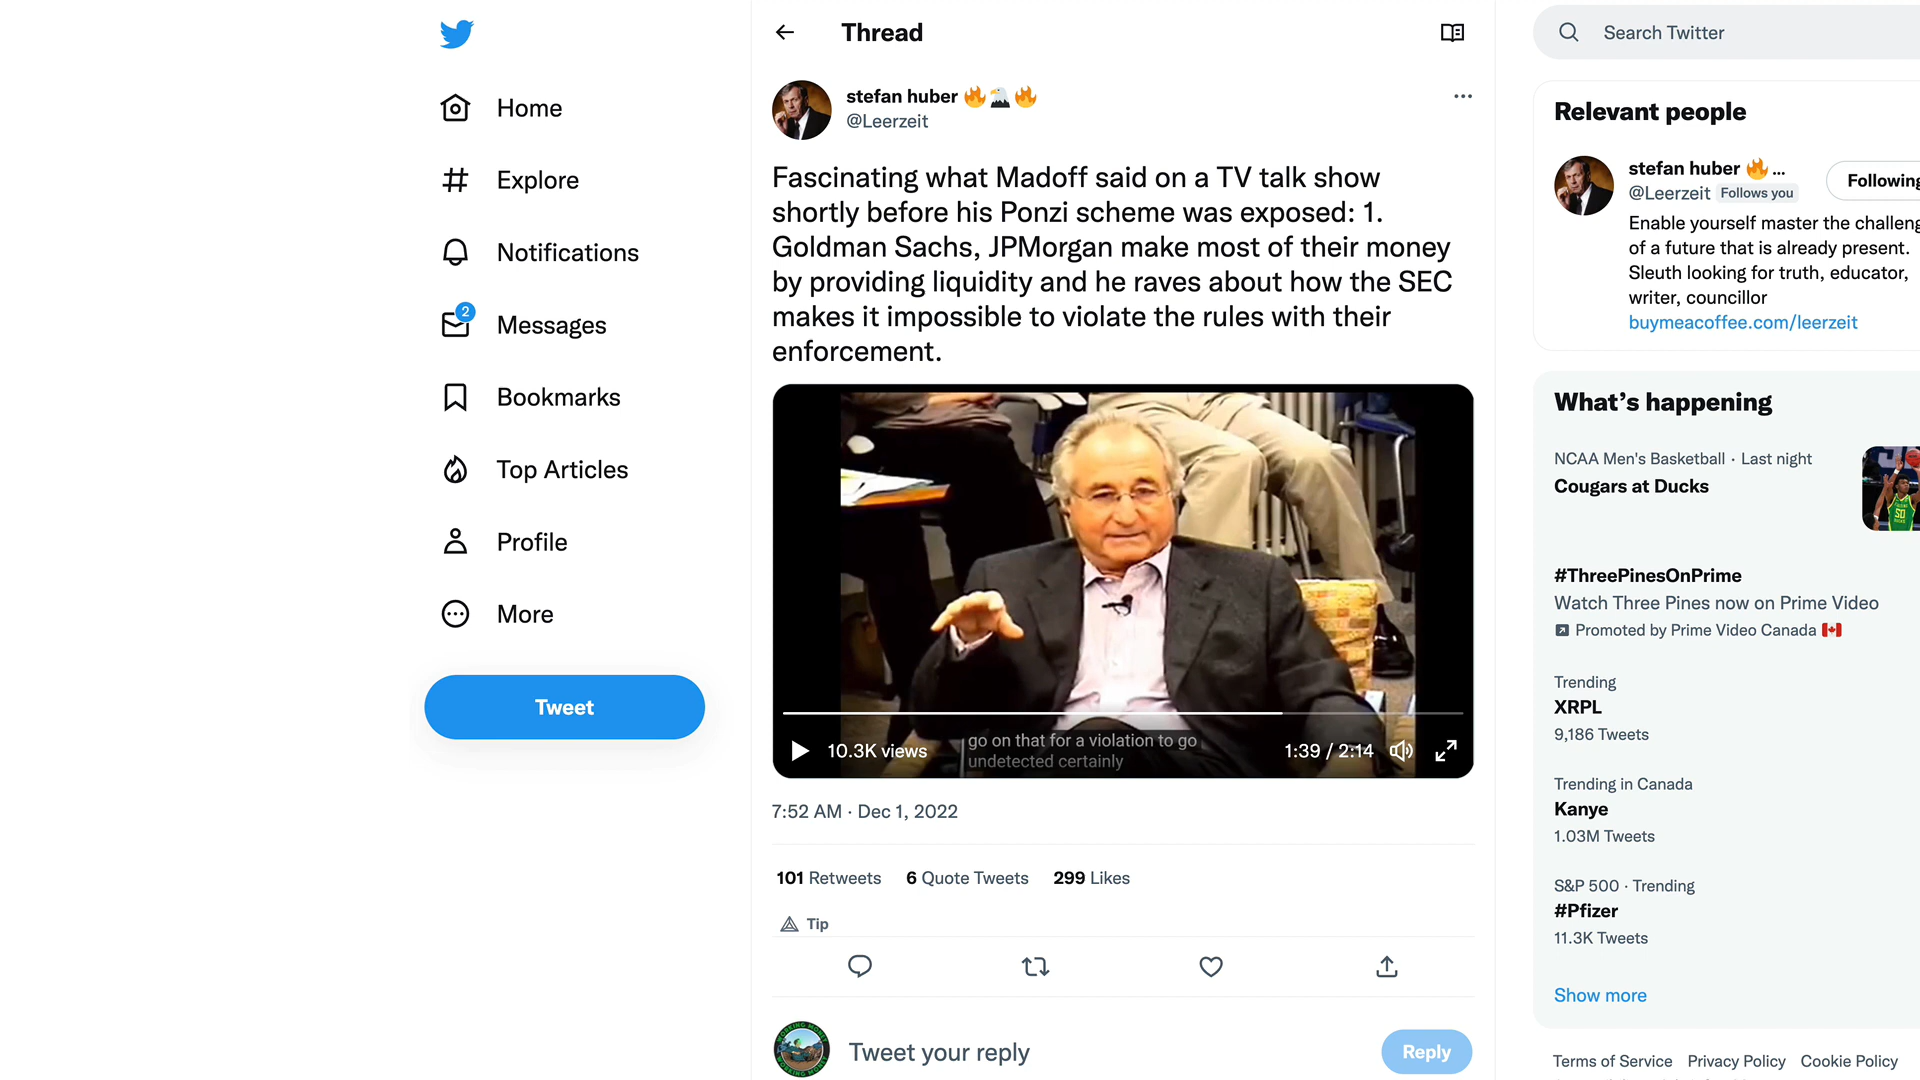 Thread
Search Twitter
Home
Explore
Notifications
2
Messages
Bookmarks
Top Articles
Profile
More
Tweet
stefan huber
@Leerzeit
Fascinating what Madoff said on a TV talk show
shortly before his Ponzi scheme was exposed: 1.
Goldman Sachs, JPMorgan make most of their money
by providing liquidity and he raves about how the SEC
makes it impossible to violate the rules with their
enforcement.
10.3K views
go on that for a violation to go
undetected certainly
1:39 / 2:14
7:52 AM · Dec 1, 2022
101 Retweets 6 Quote Tweets 299 Likes
Tip
Tweet your reply
Reply
Relevant people
stefan huber ...
@Leerzeit Follows you
Following
Enable yourself master the challeng
of a future that is already present.
Sleuth looking for truth, educator,
writer, councillor
buymeacoffee.com/leerzeit
What's happening
NCAA Men's Basketball · Last night
Cougars at Ducks
#ThreePinesOnPrime
Watch Three Pines now on Prime Video
Promoted by Prime Video Canada
Trending
XRPL
9,186 Tweets
Trending in Canada
Kanye
1.03M Tweets
S&P 500 · Trending
#Pfizer
11.3K Tweets
Show more
Terms of Service Privacy Policy Cookie Policy